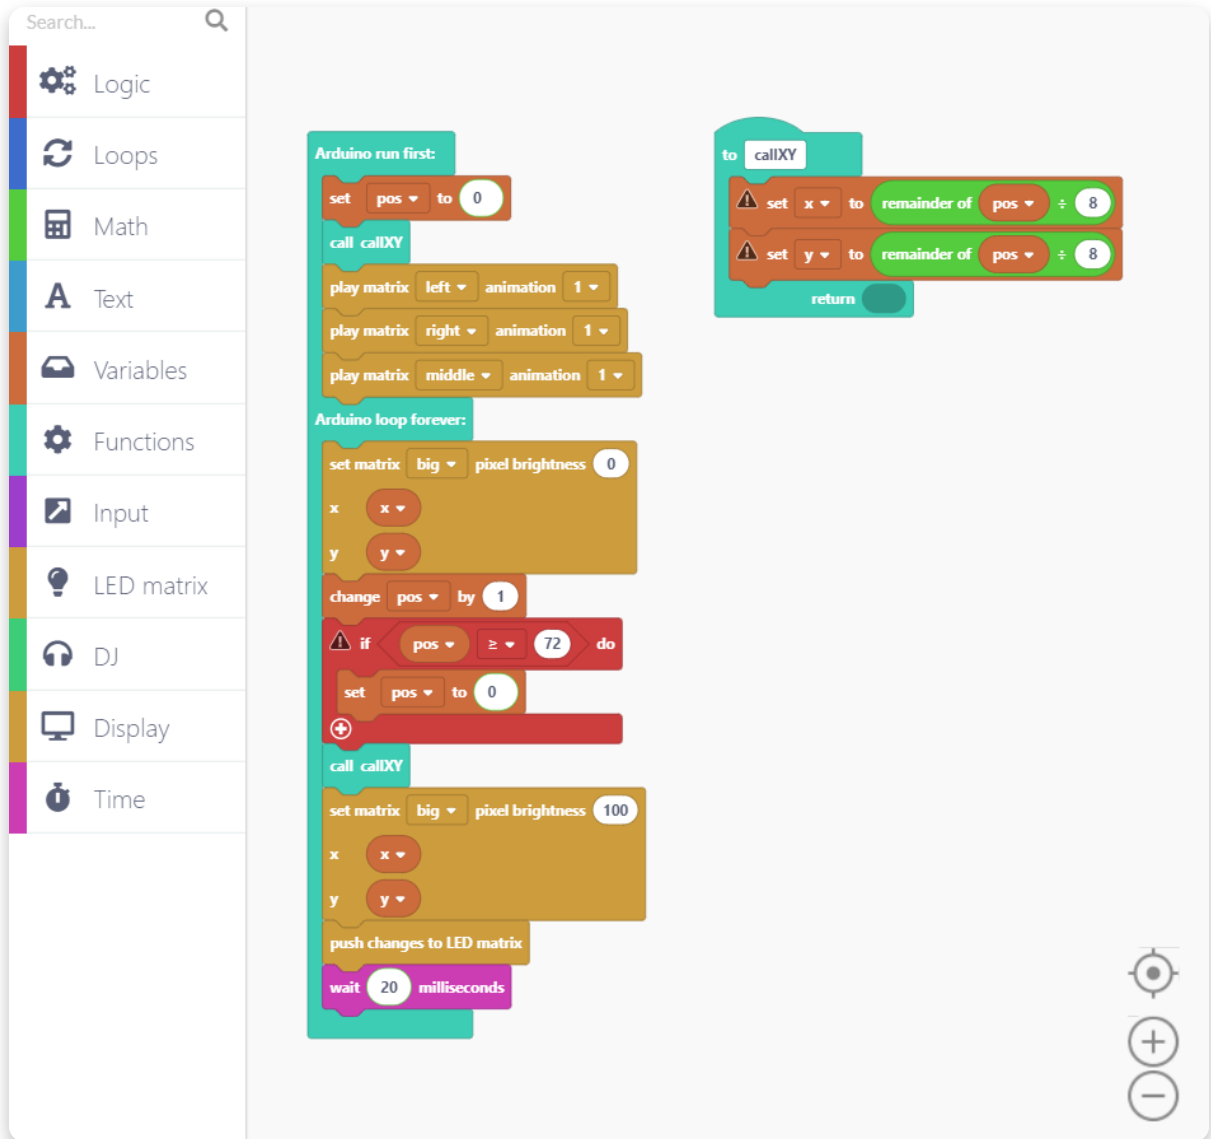 Search...
Logic
Loops
Math
Text
Variables
Functions
Input
LED matrix
DJ
Display
Time
Arduino run first:
set pos to 0
call callXY
play matrix left animation 1
play matrix right animation 1
play matrix middle animation 1
Arduino loop forever:
set matrix big pixel brightness 0
x x
y y
change pos by 1
if pos ≥ 72 do
set pos to 0
call callXY
set matrix big pixel brightness 100
x x
y y
push changes to LED matrix
wait 20 milliseconds
to callXY
set x to remainder of pos ÷ 8
set y to remainder of pos ÷ 8
return